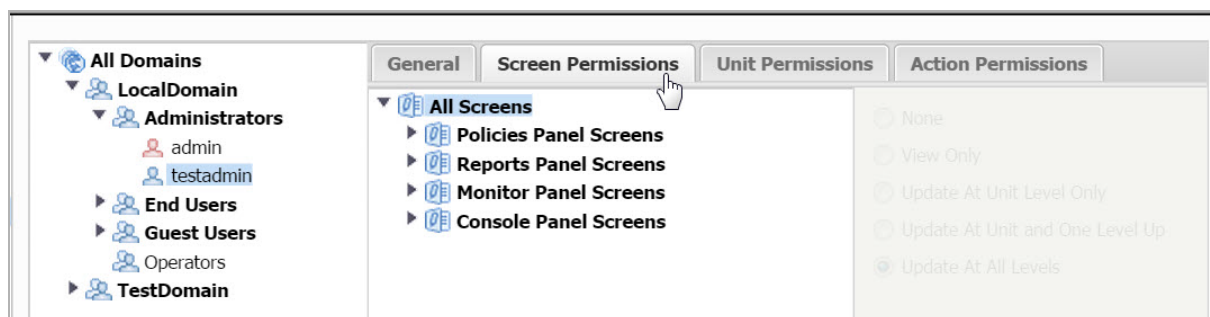 All Domains
LocalDomain
Administrators
admin
testadmin
End Users
Guest Users
Operators
TestDomain
General
Screen Permissions
Unit Permissions
Action Permissions
All Screens
Policies Panel Screens
Reports Panel Screens
Monitor Panel Screens
Console Panel Screens
None
View Only
Update At Unit Level Only
Update At Unit and One Level Up
Update At All Levels